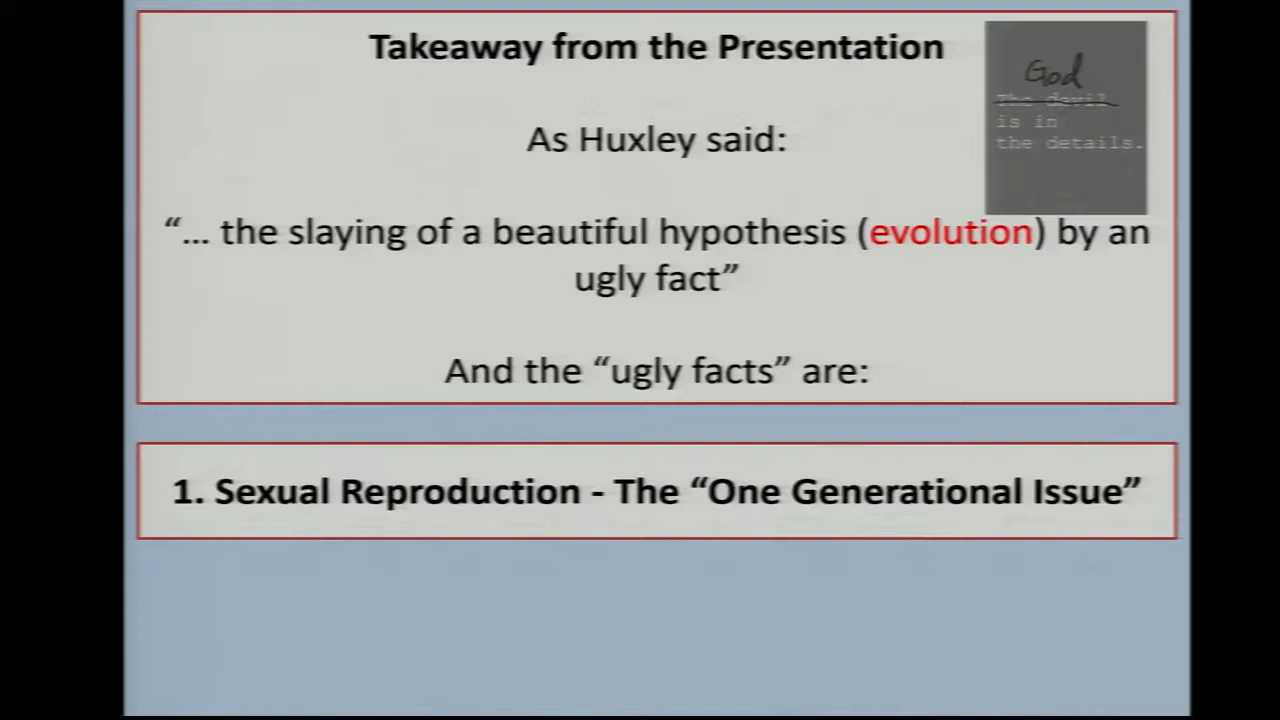 Takeaway from the Presentation
God
The devil
is in
the details.
As Huxley said:
“... the slaying of a beautiful hypothesis (evolution) by an
ugly fact”
And the “ugly facts” are:
1. Sexual Reproduction - The “One Generational Issue”